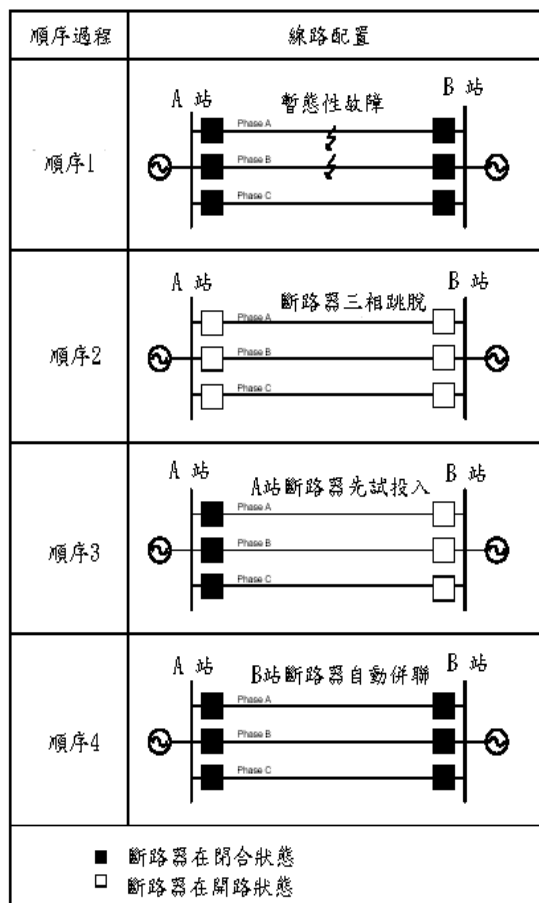 順序過程
線路配置
順序1
A 站
暫態性故障
B 站
Phase A
Phase B
Phase C
順序2
A 站
斷路器三相跳脫
B 站
Phase A
Phase B
Phase C
順序3
A 站
A站斷路器先試投入
B 站
Phase A
Phase B
Phase C
順序4
A 站
B站斷路器自動併聯
B 站
Phase A
Phase B
Phase C
斷路器在閉合狀態
斷路器在開路狀態